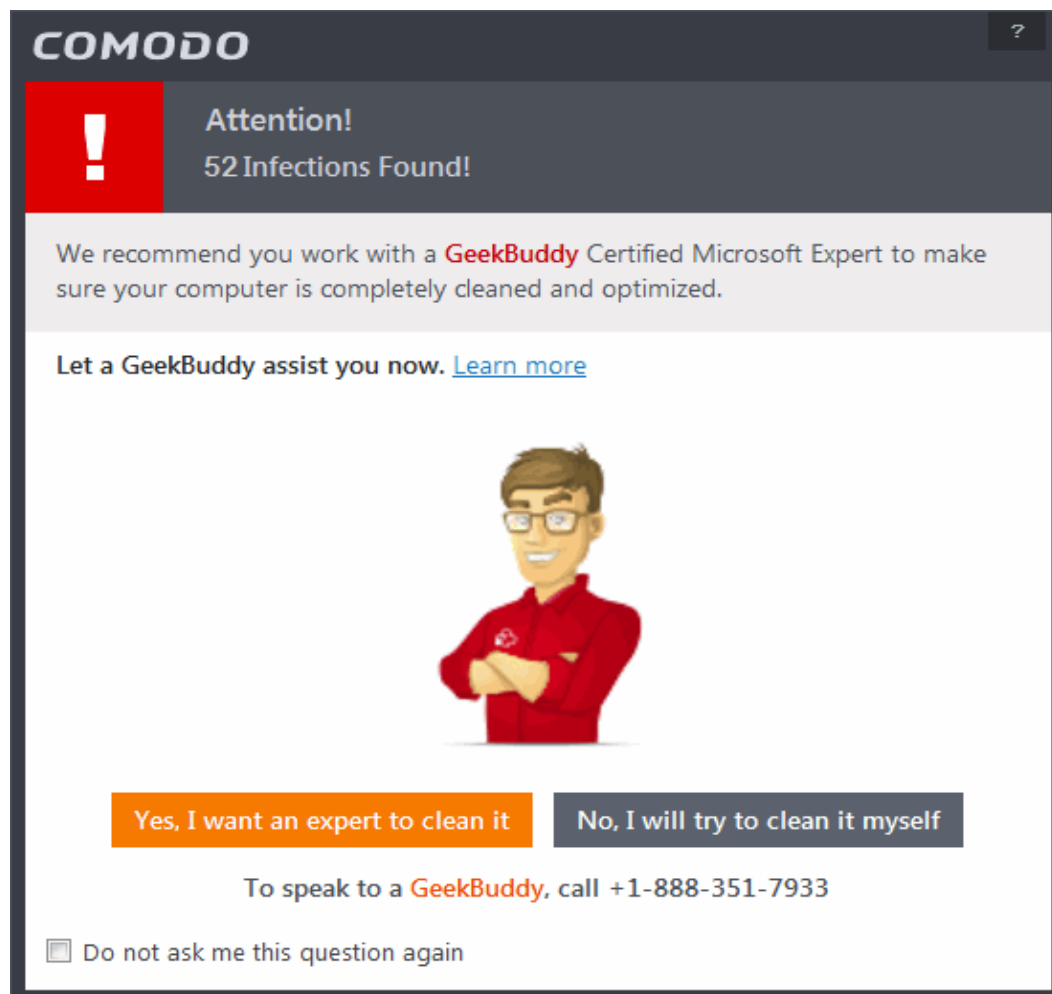 COMODO
?
!
Attention!
52 Infections Found!
We recommend you work with a GeekBuddy Certified Microsoft Expert to make
sure your computer is completely cleaned and optimized.
Let a GeekBuddy assist you now. Learn more
Yes, I want an expert to clean it
No, I will try to clean it myself
To speak to a GeekBuddy, call +1-888-351-7933
Do not ask me this question again